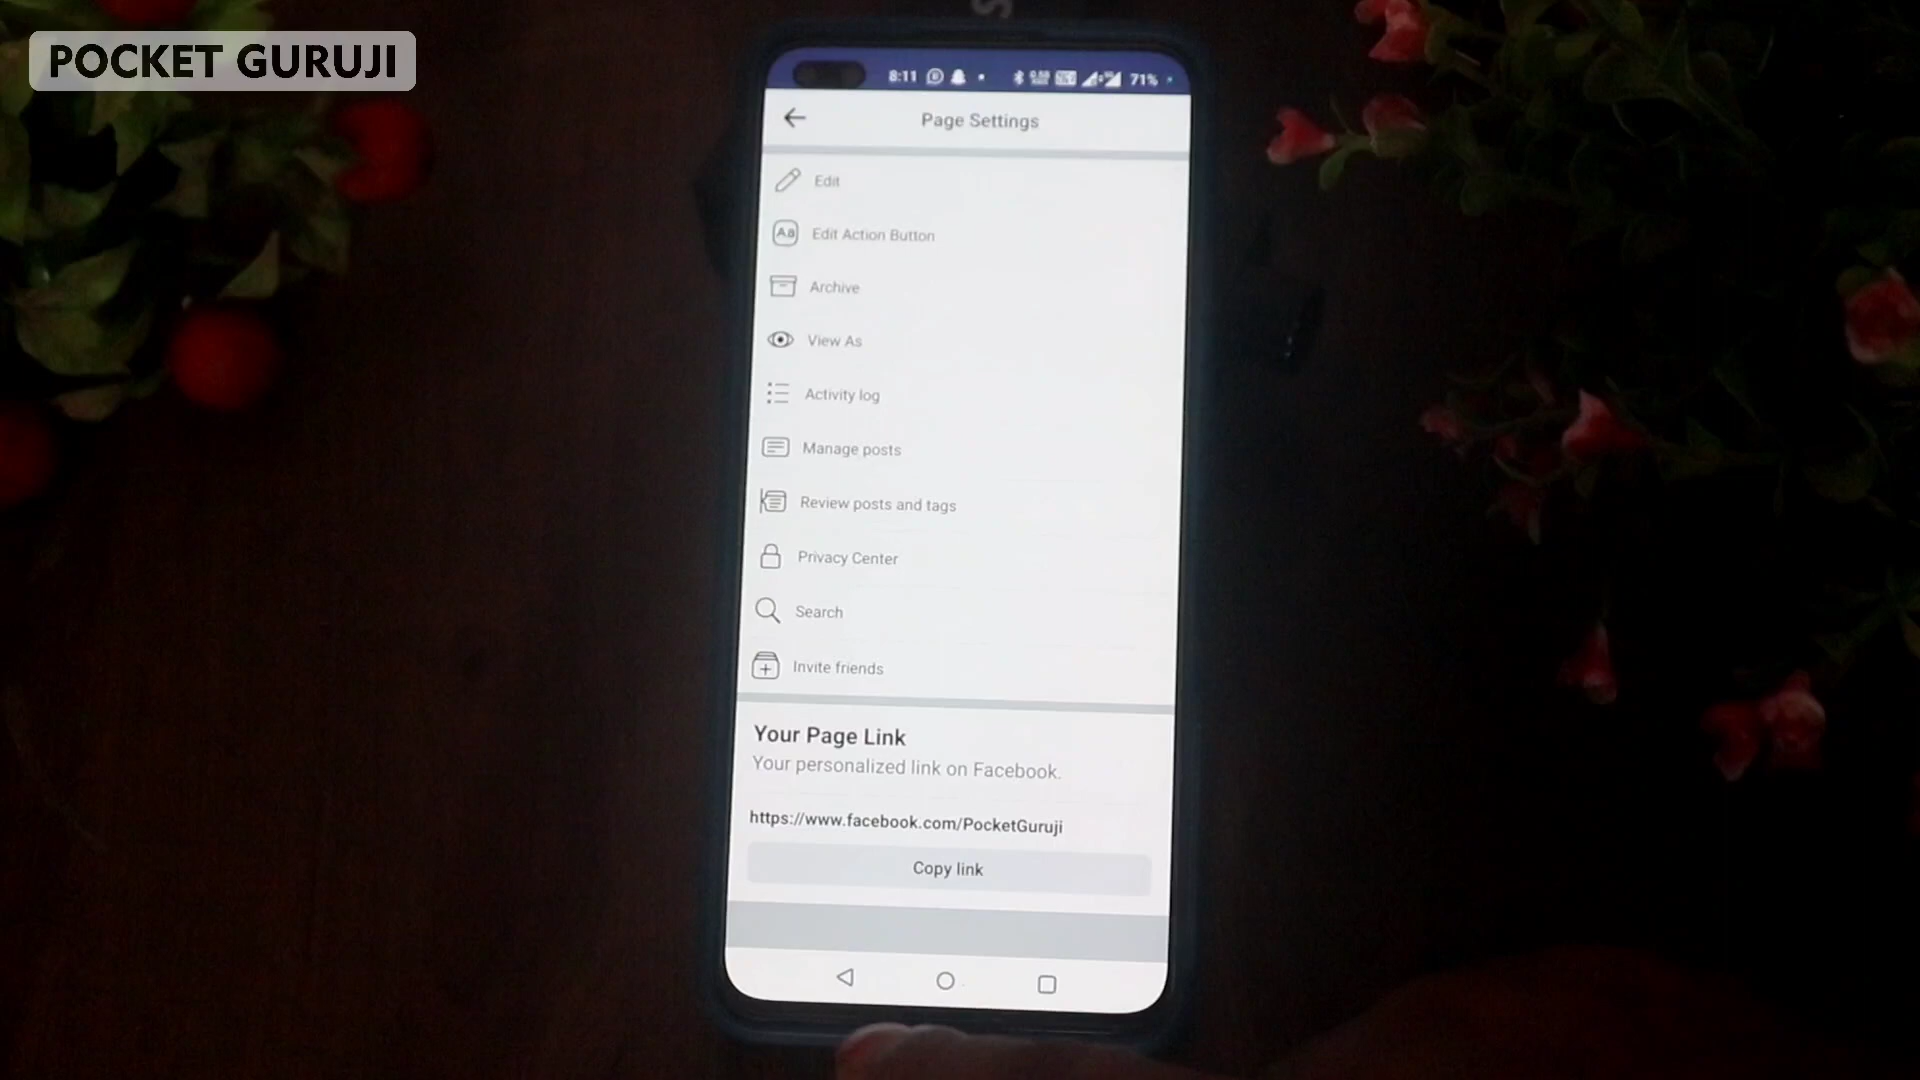 POCKET GURUJI
8:11
71%
Page Settings
Edit
Edit Action Button
Archive
View As
Activity log
Manage posts
Review posts and tags
Privacy Center
Search
Invite friends
Your Page Link
Your personalized link on Facebook.
https://www.facebook.com/PocketGuruji
Copy link